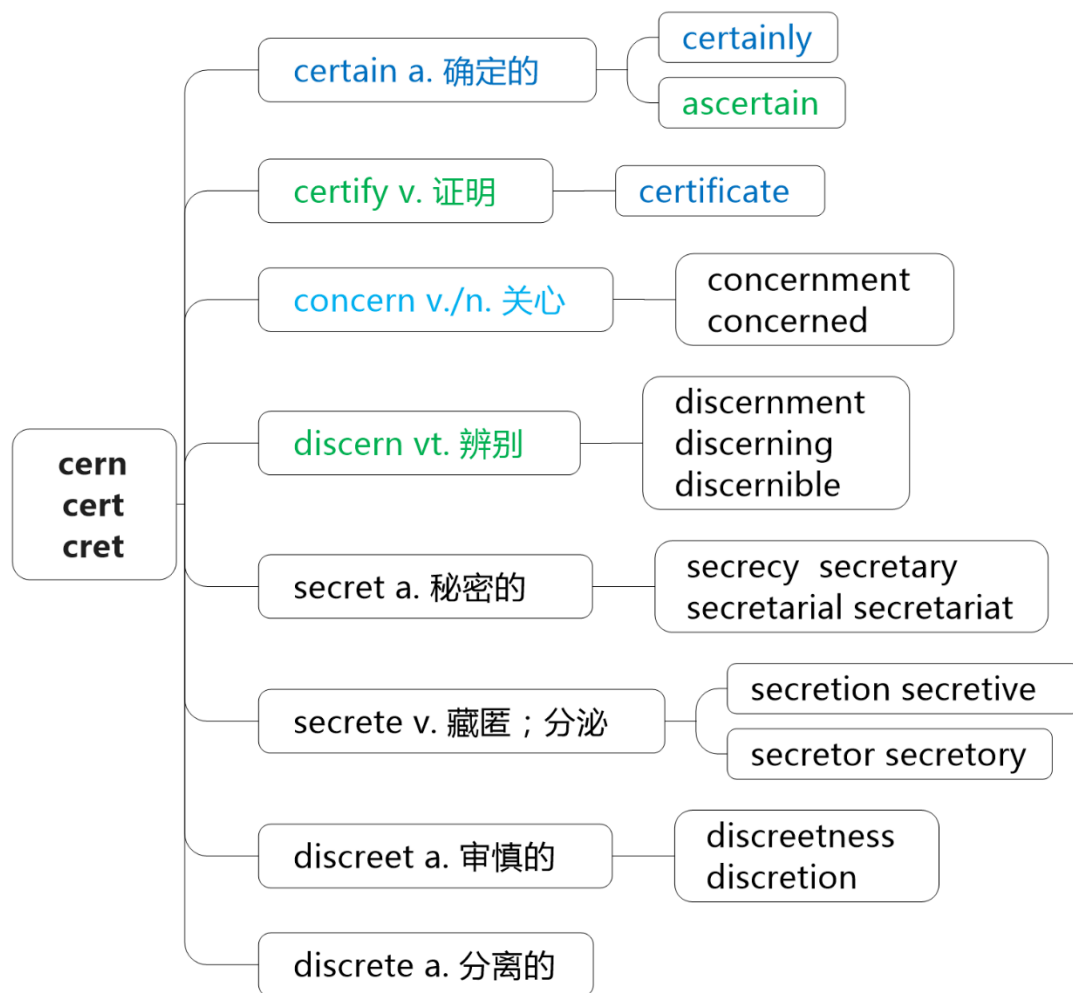 cern
cert
cret
certain a. 确定的
certainly
ascertain
certify v. 证明
certificate
concern v./n. 关心
concernment
concerned
discern vt. 辨别
discernment
discerning
discernible
secret a. 秘密的
secrecy secretary
secretarial secretariat
secrete v. 藏匿；分泌
secretion secretive
secretor secretory
discreet a. 审慎的
discreetness
discretion
discrete a. 分离的